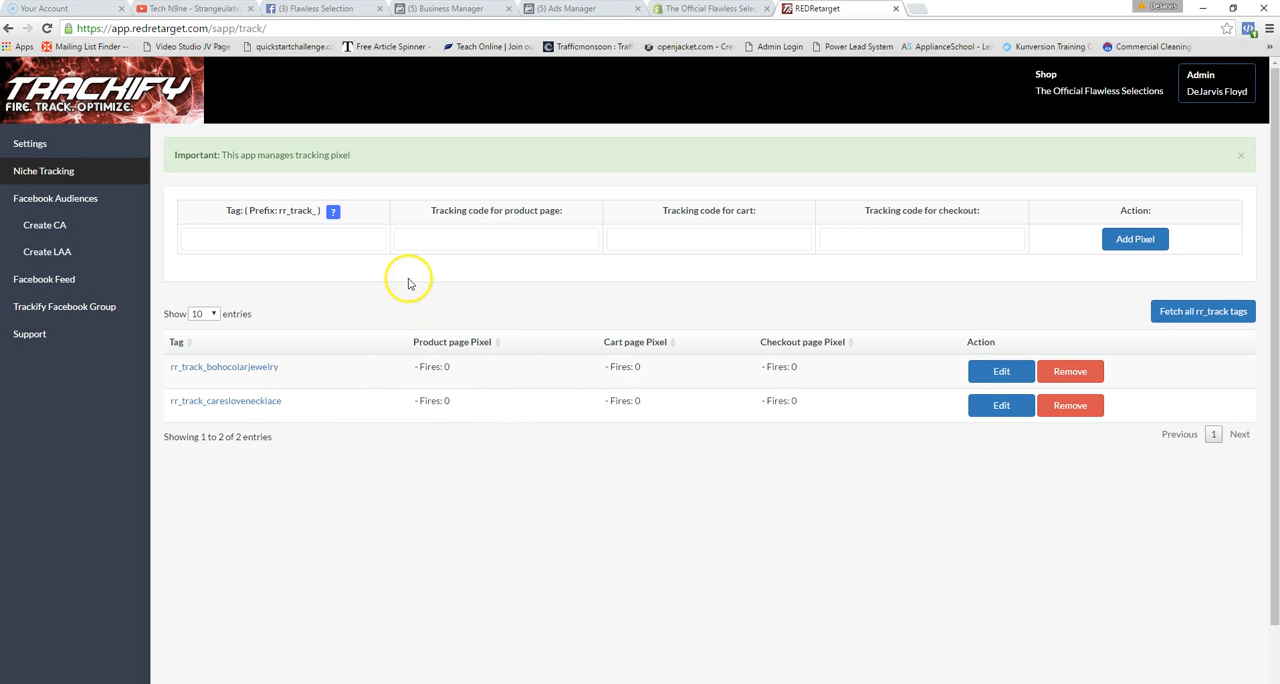 Your Account
Tech N9ne - Strangeulati
(3) Flawless Selection
(5) Business Manager
(5) Ads Manager
The Official Flawless Sele
REDRetarget
DeJarvis
https://app.redretarget.com/sapp/track/
Apps
Mailing List Finder --
Video Studio JV Page
quickstartchallenge.c
Free Article Spinner -
Teach Online | Join ou
Trafficmonsoon : Traff
openjacket.com - Cre
Admin Login
Power Lead System
ApplianceSchool - Le
Kunversion Training C
Commercial Cleaning
TRACKIFY
FIRE. TRACK. OPTIMIZE.
Shop
The Official Flawless Selections
Admin
DeJarvis Floyd
Settings
Niche Tracking
Facebook Audiences
Create CA
Create LAA
Facebook Feed
Trackify Facebook Group
Support
Important: This app manages tracking pixel
Tag: ( Prefix: rr_track_ ) ?
Tracking code for product page:
Tracking code for cart:
Tracking code for checkout:
Action:
Add Pixel
Show 10 entries
Fetch all rr_track tags
Tag
Product page Pixel
Cart page Pixel
Checkout page Pixel
Action
rr_track_bohocolarjewelry
- Fires: 0
- Fires: 0
- Fires: 0
Edit
Remove
rr_track_careslovenecklace
- Fires: 0
- Fires: 0
- Fires: 0
Edit
Remove
Showing 1 to 2 of 2 entries
Previous
1
Next